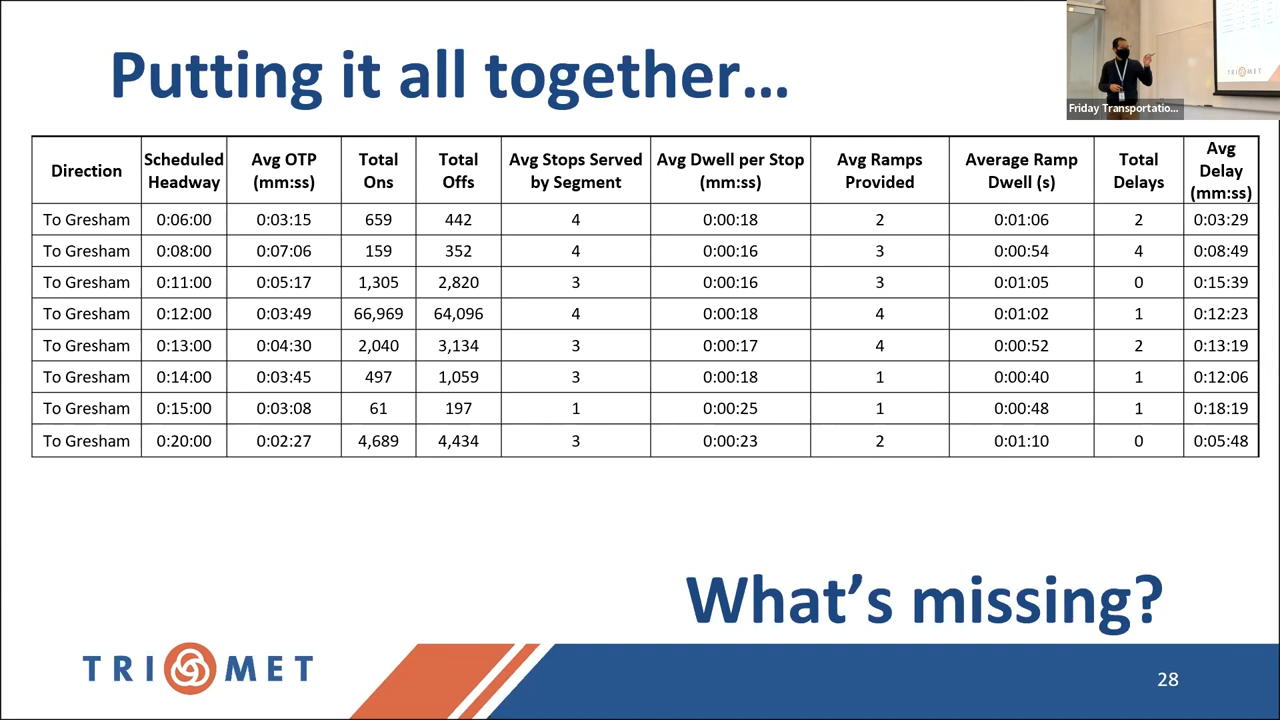 Putting it all together...
Friday Transportatio...
Direction Scheduled Headway Avg OTP (mm:ss) Total Ons Total Offs Avg Stops Served by Segment Avg Dwell per Stop (mm:ss) Avg Ramps Provided Average Ramp Dwell (s) Total Delays Avg Delay (mm:ss)
To Gresham 0:06:00 0:03:15 659 442 4 0:00:18 2 0:01:06 2 0:03:29
To Gresham 0:08:00 0:07:06 159 352 4 0:00:16 3 0:00:54 4 0:08:49
To Gresham 0:11:00 0:05:17 1,305 2,820 3 0:00:16 3 0:01:05 0 0:15:39
To Gresham 0:12:00 0:03:49 66,969 64,096 4 0:00:18 4 0:01:02 1 0:12:23
To Gresham 0:13:00 0:04:30 2,040 3,134 3 0:00:17 4 0:00:52 2 0:13:19
To Gresham 0:14:00 0:03:45 497 1,059 3 0:00:18 1 0:00:40 1 0:12:06
To Gresham 0:15:00 0:03:08 61 197 1 0:00:25 1 0:00:48 1 0:18:19
To Gresham 0:20:00 0:02:27 4,689 4,434 3 0:00:23 2 0:01:10 0 0:05:48
What's missing?
TRI MET
28